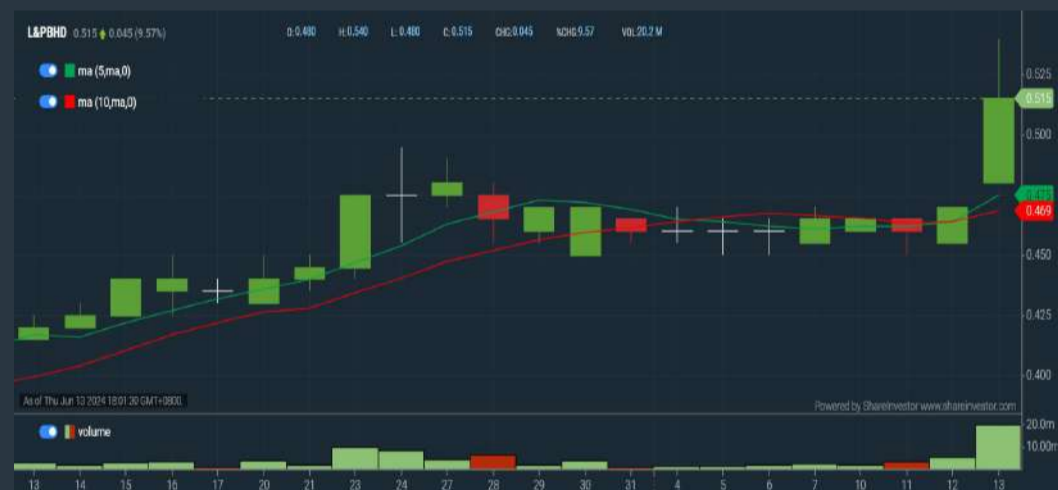 L&PBHD 0.515 0.045 (9.57%) O:0.480 H:0.540 L:0.480 C:0.515 CHG:0.045 %CHG:9.57 VOL:20.2 M
ma (5,ma,0)
ma (10,ma,0)
0.525
0.515
0.500
0.475
0.469
0.450
0.425
0.400
As of Thu Jun 13 2024 18:01:20 GMT+0800
Powered by ShareInvestor www.shareinvestor.com
volume
20.0m
10.00m
13 14 15 16 17 20 21 23 24 27 28 29 30 31 4 5 6 7 10 11 12 13